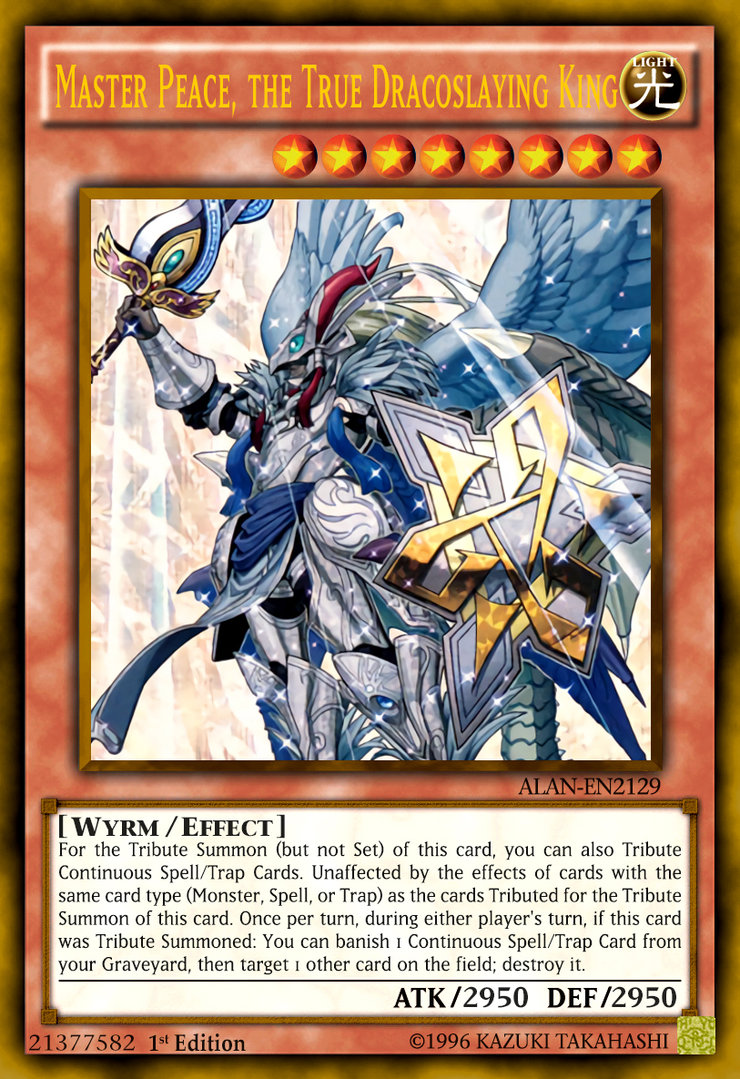 Master Peace, the True Dracoslaying King
LIGHT
光
ALAN-EN2129
[ Wyrm / Effect ]
For the Tribute Summon (but not Set) of this card, you can also Tribute
Continuous Spell/Trap Cards. Unaffected by the effects of cards with the
same card type (Monster, Spell, or Trap) as the cards Tributed for the Tribute
Summon of this card. Once per turn, during either player's turn, if this card
was Tribute Summoned: You can banish 1 Continuous Spell/Trap Card from
your Graveyard, then target 1 other card on the field; destroy it.
ATK/2950 DEF/2950
21377582 1st Edition ©1996 KAZUKI TAKAHASHI